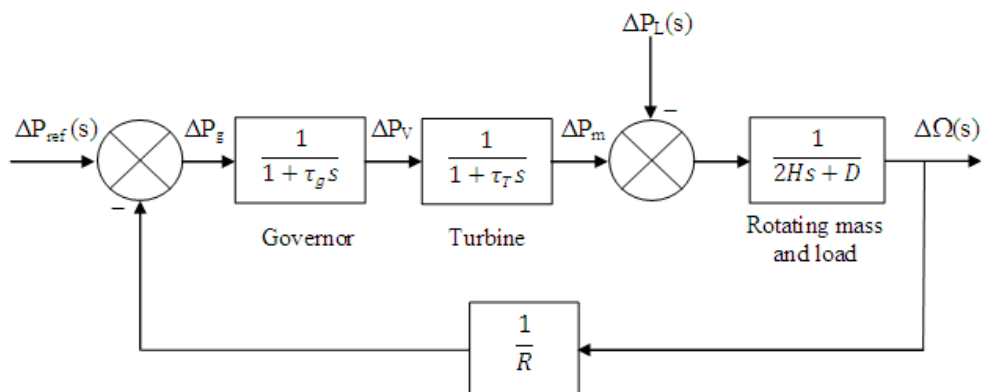 ΔP_L(s)
ΔP_ref(s)
ΔP_g
ΔP_V
ΔP_m
ΔΩ(s)
−
−
1
1 + τ_g s
1
1 + τ_T s
1
2Hs + D
Governor
Turbine
Rotating mass
and load
1
R